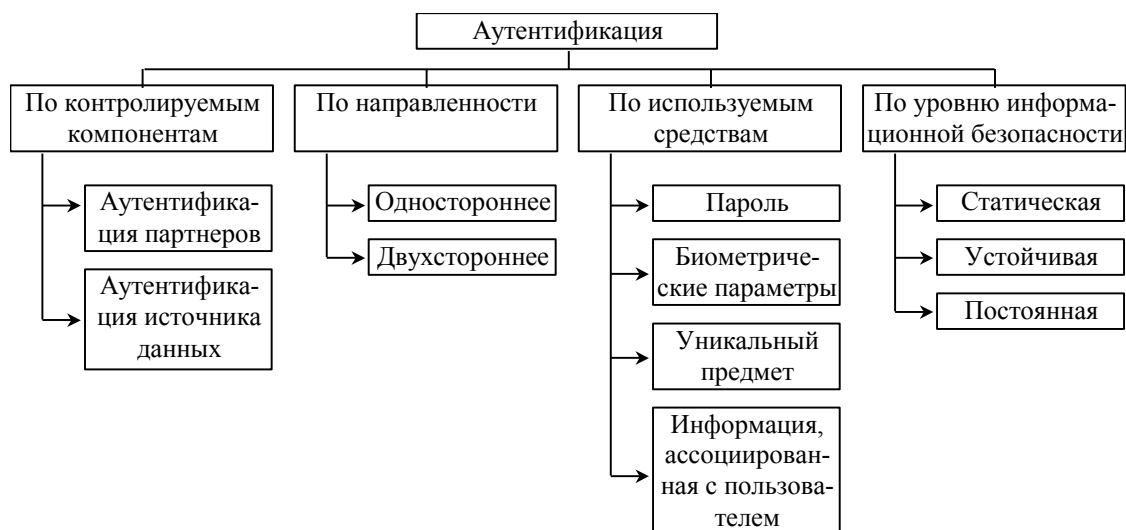 Аутентификация
По контролируемым
компонентам
По направленности
По используемым
средствам
По уровню информа-
ционной безопасности
Аутентифика-
ция партнеров
Аутентифика-
ция источника
данных
Одностороннее
Двухстороннее
Пароль
Биометриче-
ские параметры
Уникальный
предмет
Информация,
ассоциирован-
ная с пользова-
телем
Статическая
Устойчивая
Постоянная